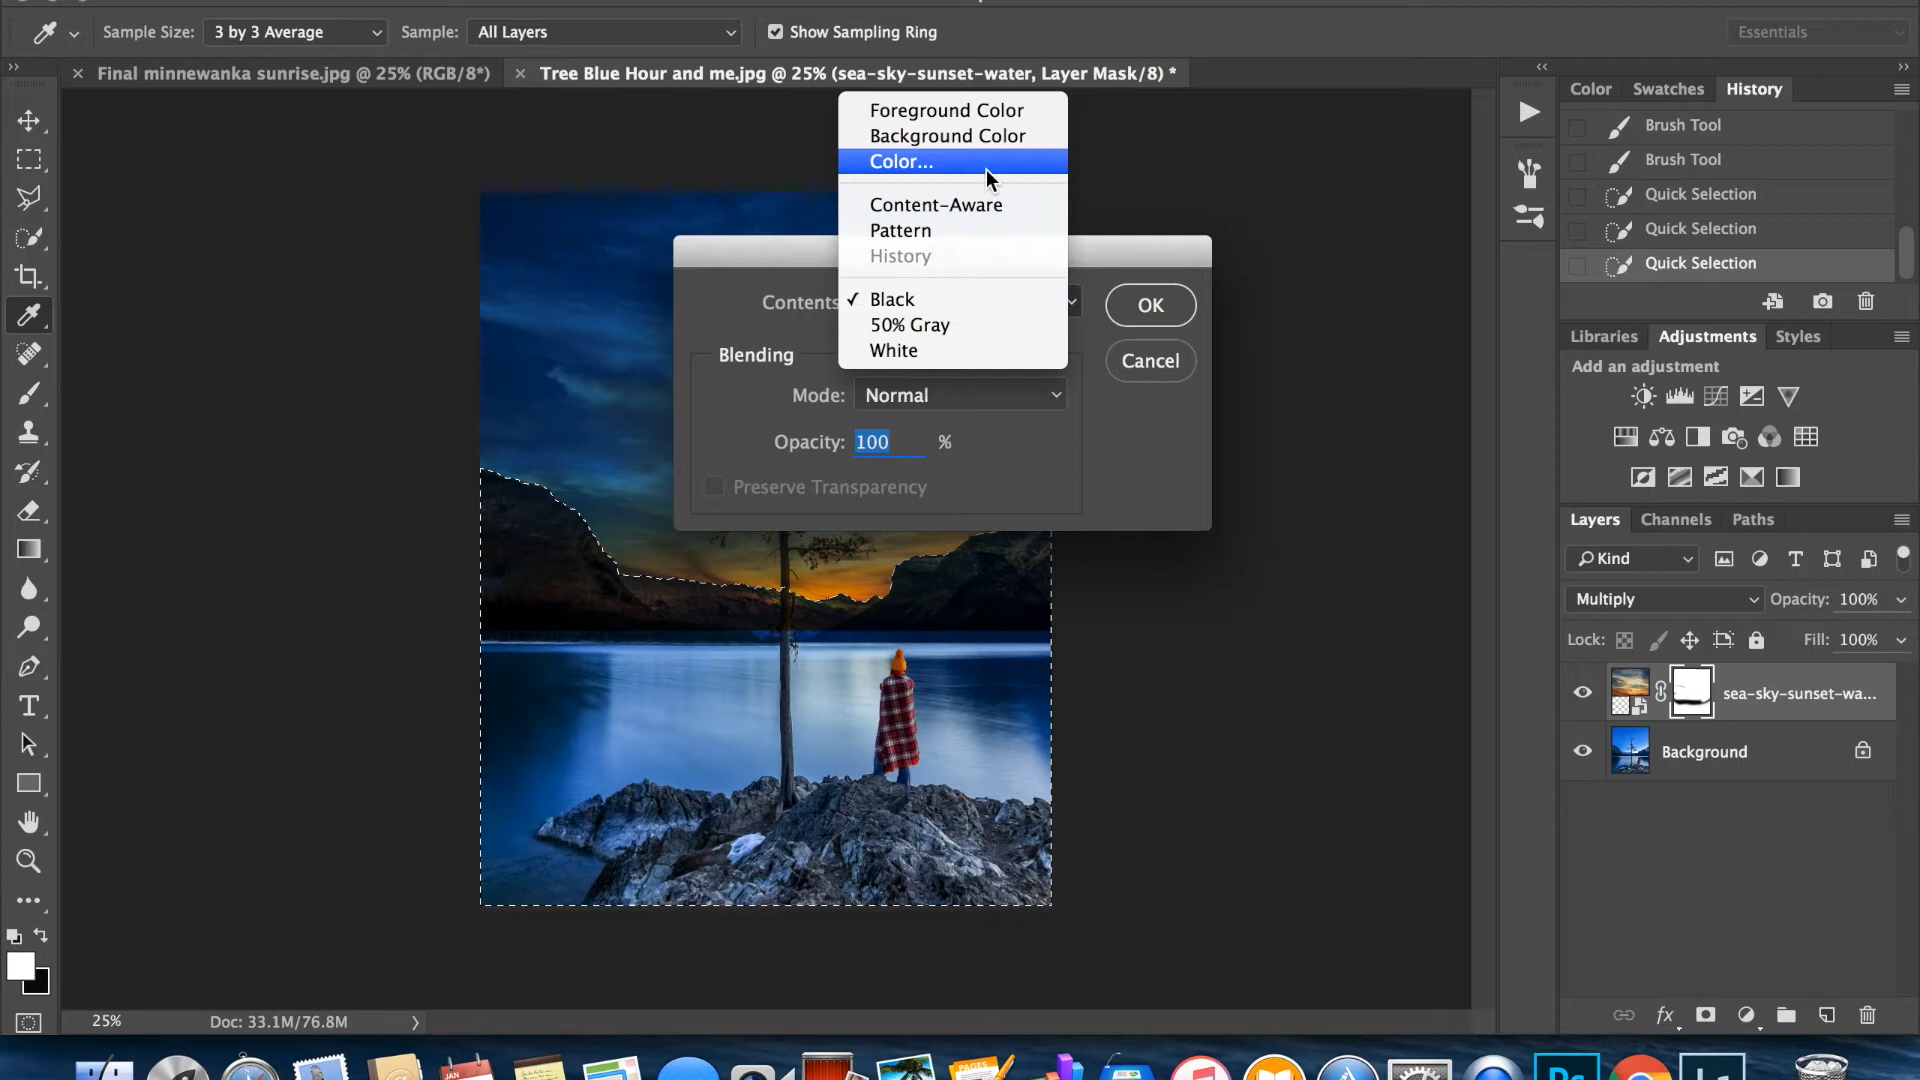 Sample Size: 3 by 3 Average Sample: All Layers Show Sampling Ring Essentials
Final minnewanka sunrise.jpg @ 25% (RGB/8*) Tree Blue Hour and me.jpg @ 25% (sea-sky-sunset-water, Layer Mask/8) *
Foreground Color
Background Color
Color...
Content-Aware
Pattern
History
Black
50% Gray
White
Contents
OK
Cancel
Blending
Mode: Normal
Opacity: 100 %
Preserve Transparency
Color Swatches History
Brush Tool
Brush Tool
Quick Selection
Quick Selection
Quick Selection
Libraries Adjustments Styles
Add an adjustment
Layers Channels Paths
Kind
Multiply Opacity: 100%
Lock: Fill: 100%
sea-sky-sunset-wa...
Background
25% Doc: 33.1M/76.8M
JAN
Ps